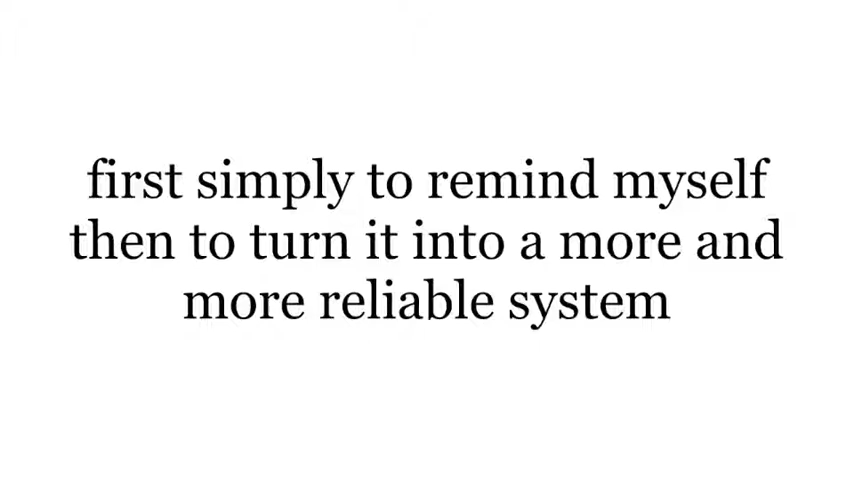 first simply to remind myself
then to turn it into a more and
more reliable system